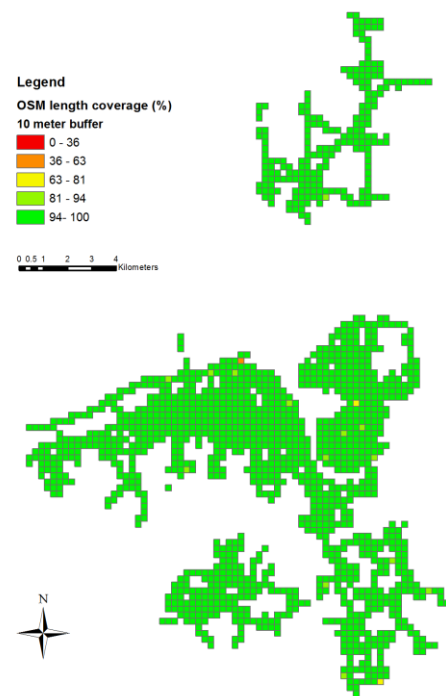 Legend
OSM length coverage (%)
10 meter buffer
0 - 36
36 - 63
63 - 81
81 - 94
94- 100
0 0.5 1 2 3 4
Kilometers
N